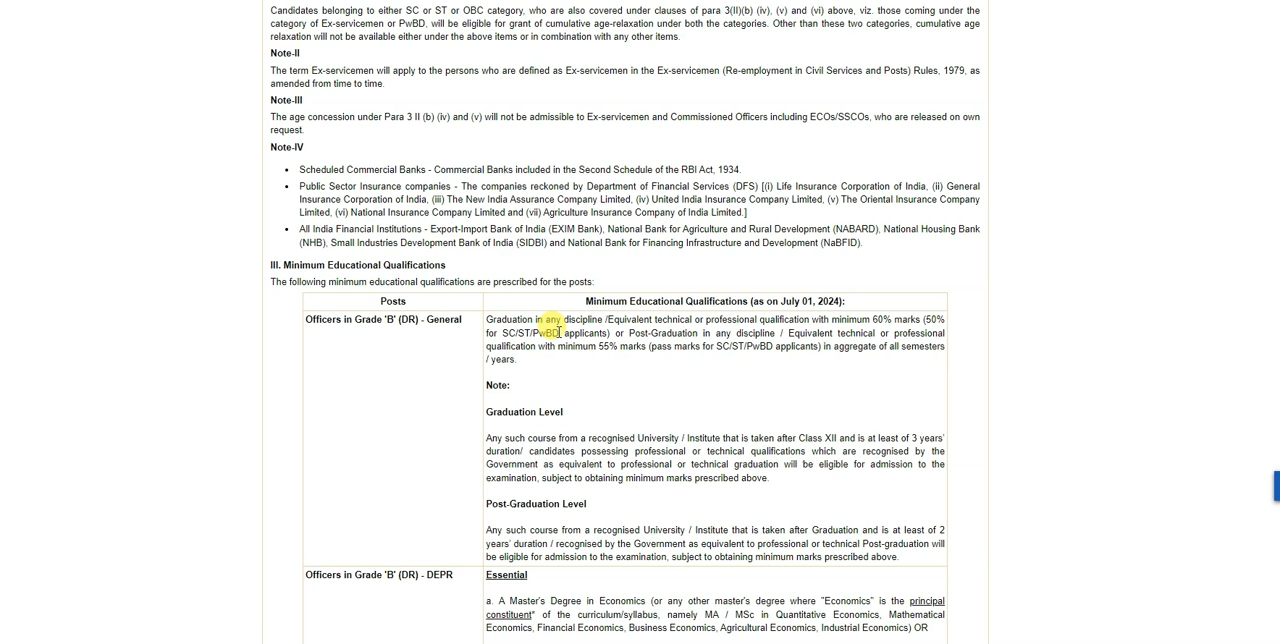 Candidates belonging to either SC or ST or OBC category, who are also covered under clauses of para 3(II)(b) (iv), (v) and (vi) above, viz. those coming under the
category of Ex-servicemen or PwBD, will be eligible for grant of cumulative age-relaxation under both the categories. Other than these two categories, cumulative age
relaxation will not be available either under the above items or in combination with any other items.
Note-II
The term Ex-servicemen will apply to the persons who are defined as Ex-servicemen in the Ex-servicemen (Re-employment in Civil Services and Posts) Rules, 1979, as
amended from time to time.
Note-III
The age concession under Para 3 II (b) (iv) and (v) will not be admissible to Ex-servicemen and Commissioned Officers including ECOs/SSCOs, who are released on own
request.
Note-IV
• Scheduled Commercial Banks - Commercial Banks included in the Second Schedule of the RBI Act, 1934.
• Public Sector Insurance companies - The companies reckoned by Department of Financial Services (DFS) [(i) Life Insurance Corporation of India, (ii) General
Insurance Corporation of India, (iii) The New India Assurance Company Limited, (iv) United India Insurance Company Limited, (v) The Oriental Insurance Company
Limited, (vi) National Insurance Company Limited and (vii) Agriculture Insurance Company of India Limited.]
• All India Financial Institutions - Export-Import Bank of India (EXIM Bank), National Bank for Agriculture and Rural Development (NABARD), National Housing Bank
(NHB), Small Industries Development Bank of India (SIDBI) and National Bank for Financing Infrastructure and Development (NaBFID).
III. Minimum Educational Qualifications
The following minimum educational qualifications are prescribed for the posts:
Posts
Minimum Educational Qualifications (as on July 01, 2024):
Officers in Grade 'B' (DR) - General
Graduation in any discipline /Equivalent technical or professional qualification with minimum 60% marks (50%
for SC/ST/PwBD applicants) or Post-Graduation in any discipline / Equivalent technical or professional
qualification with minimum 55% marks (pass marks for SC/ST/PwBD applicants) in aggregate of all semesters
/ years.
Note:
Graduation Level
Any such course from a recognised University / Institute that is taken after Class XII and is at least of 3 years'
duration/ candidates possessing professional or technical qualifications which are recognised by the
Government as equivalent to professional or technical graduation will be eligible for admission to the
examination, subject to obtaining minimum marks prescribed above.
Post-Graduation Level
Any such course from a recognised University / Institute that is taken after Graduation and is at least of 2
years' duration / recognised by the Government as equivalent to professional or technical Post-graduation will
be eligible for admission to the examination, subject to obtaining minimum marks prescribed above.
Officers in Grade 'B' (DR) - DEPR
Essential
a. A Master's Degree in Economics (or any other master's degree where "Economics" is the principal
constituent* of the curriculum/syllabus, namely MA / MSc in Quantitative Economics, Mathematical
Economics, Financial Economics, Business Economics, Agricultural Economics, Industrial Economics) OR